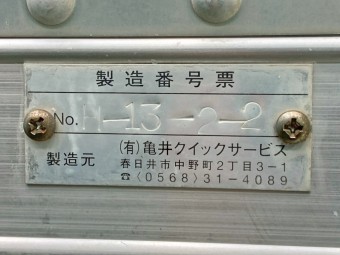 製造番号票
No. H-13-2-2
製造元 (有)亀井クイックサービス
春日井市中野町2丁目3-1
☎(0568)31-4089